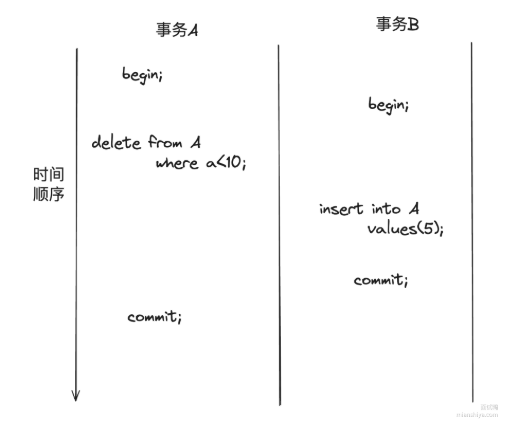 事务A
事务B
begin;
begin;
delete from A
where a<10;
时间
顺序
insert into A
values(5);
commit;
commit;